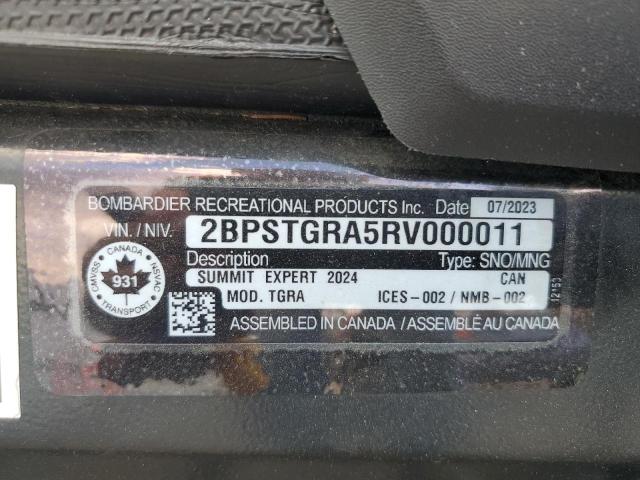 BOMBARDIER RECREATIONAL PRODUCTS Inc. Date 07/2023
VIN. / NIV. 2BPSTGRA5RV000011
Description Type: SNO/MNG
SUMMIT EXPERT 2024 CAN
MOD. TGRA ICES-002 / NMB-002
12153
ASSEMBLED IN CANADA / ASSEMBLÉ AU CANADA
CANADA
CMVSS 931 NSVAC
TRANSPORT